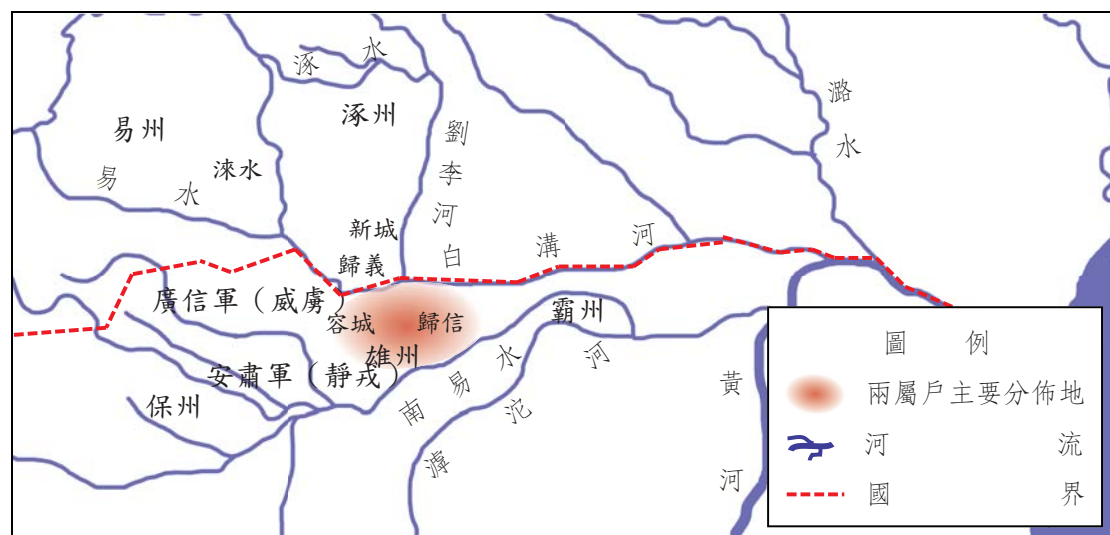 涿水
潞水
易州
涿州
劉李河
淶水
易水
新城
白溝河
歸義
廣信軍（威虜）
容城
歸信
霸州
雄州
安肅軍（靜戎）
南易水
滹沱河
保州
黃河
圖例
兩屬戶主要分佈地
河流
國界